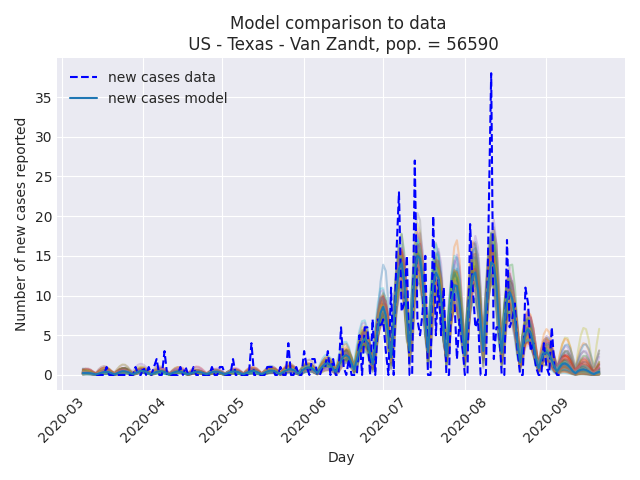 Model comparison to data
US - Texas - Van Zandt, pop. = 56590
new cases data
new cases model
Number of new cases reported
35
30
25
20
15
10
5
0
2020-03
2020-04
2020-05
2020-06
2020-07
2020-08
2020-09
Day